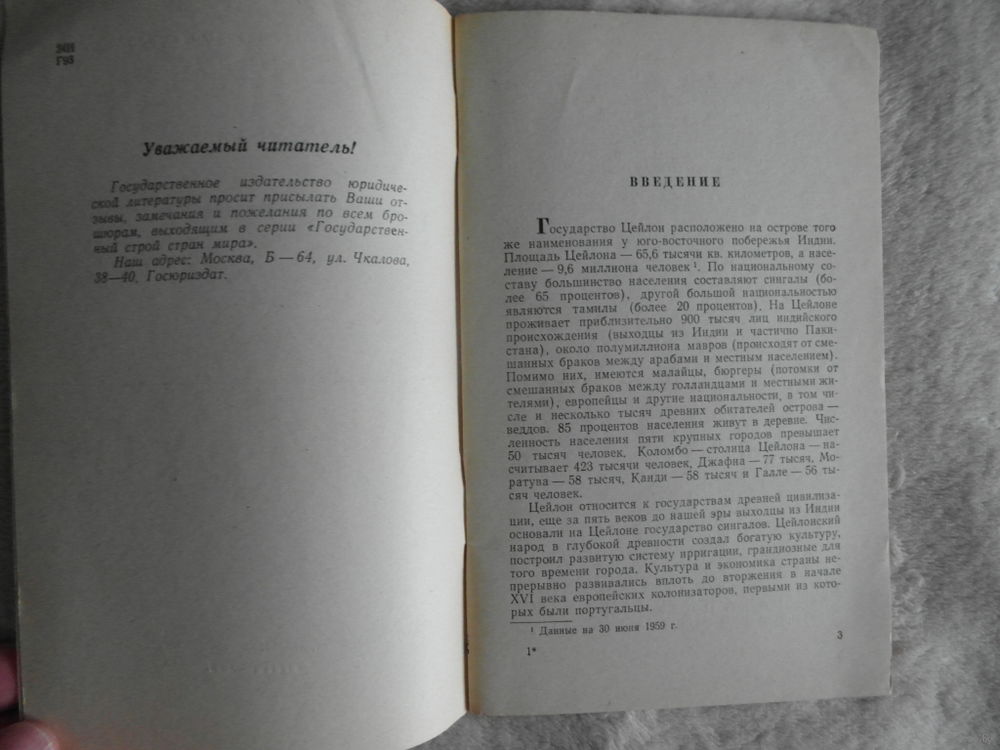 34И
Г93
Уважаемый читатель!
Государственное издательство юридиче-
ской литературы просит присылать Ваши от-
зывы, замечания и пожелания по всем бро-
шюрам, выходящим в серии «Государствен-
ный строй стран мира».
Наш адрес: Москва, Б — 64, ул. Чкалова,
38—40, Госюриздат.
ВВЕДЕНИЕ
Государство Цейлон расположено на острове того
же наименования у юго-восточного побережья Индии.
Площадь Цейлона — 65,6 тысячи кв. километров, а на-
селение — 9,6 миллиона человек ¹. По национальному со-
ставу большинство населения составляют сингалы (бо-
лее 65 процентов), другой большой национальностью
являются тамилы (более 20 процентов). На Цейлоне
проживает приблизительно 900 тысяч лиц индийского
происхождения (выходцы из Индии и частично Паки-
стана), около полумиллиона мавров (происходят от сме-
шанных браков между арабами и местным населением).
Помимо них, имеются малайцы, бюргеры (потомки от
смешанных браков между голландцами и местными жи-
телями), европейцы и другие национальности, в том чи-
сле и несколько тысяч древних обитателей острова —
веддов. 85 процентов населения живут в деревне. Чис-
ленность населения пяти крупных городов превышает
50 тысяч человек. Коломбо — столица Цейлона — на-
считывает 423 тысячи человек, Джафна — 77 тысяч, Мо-
ратува — 58 тысяч, Канди — 58 тысяч и Галле — 56 ты-
сяч человек.
Цейлон относится к государствам древней цивилиза-
ции, еще за пять веков до нашей эры выходцы из Индии
основали на Цейлоне государство сингалов. Цейлонский
народ в глубокой древности создал богатую культуру,
построил развитую систему ирригации, грандиозные для
того времени города. Культура и экономика страны не-
прерывно развивались вплоть до вторжения в начале
XVI века европейских колонизаторов, первыми из кото-
рых были португальцы.
¹ Данные на 30 июня 1959 г.
1*
3